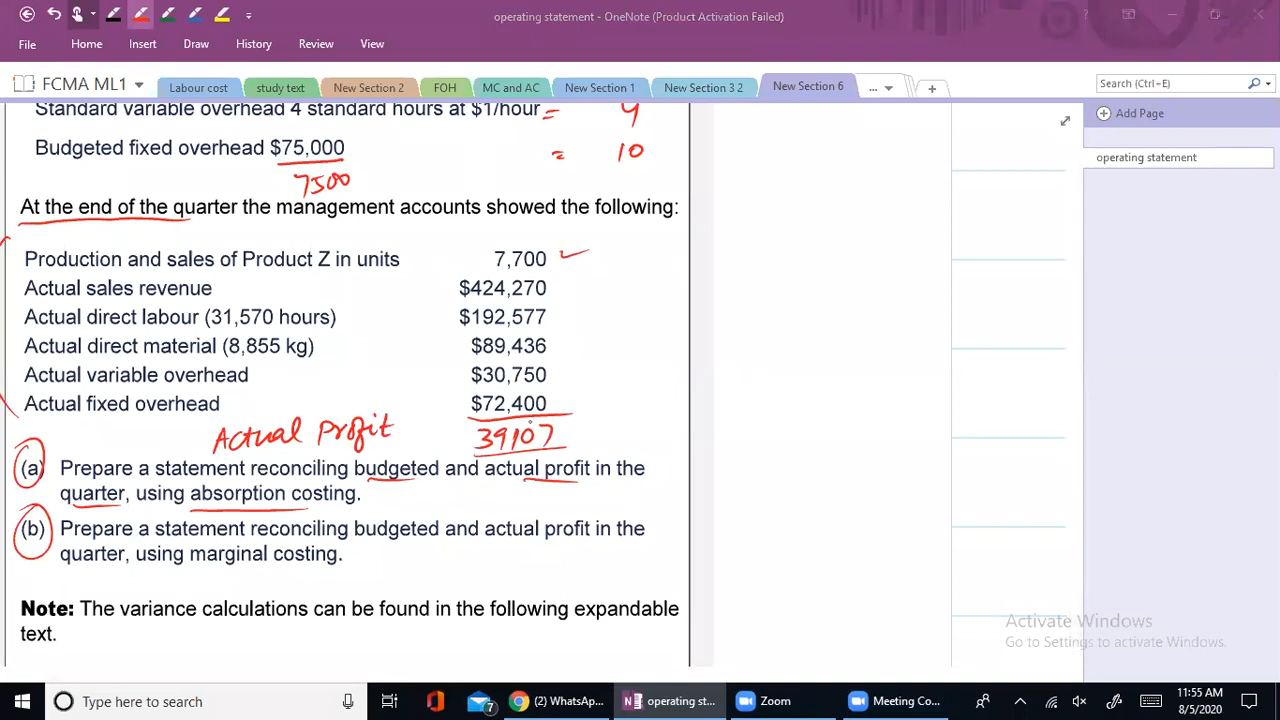 operating statement - OneNote (Product Activation Failed)
File Home Insert Draw History Review View
FCMA ML1 Labour cost study text New Section 2 FOH MC and AC New Section 1 New Section 3 2 New Section 6 ... Search (Ctrl+E)
Add Page
operating statement
Standard variable overhead 4 standard hours at $1/hour = 4
Budgeted fixed overhead $75,000 = 10
7500
At the end of the quarter the management accounts showed the following:
Production and sales of Product Z in units 7,700
Actual sales revenue $424,270
Actual direct labour (31,570 hours) $192,577
Actual direct material (8,855 kg) $89,436
Actual variable overhead $30,750
Actual fixed overhead $72,400
Actual Profit 39107
(a) Prepare a statement reconciling budgeted and actual profit in the
quarter, using absorption costing.
(b) Prepare a statement reconciling budgeted and actual profit in the
quarter, using marginal costing.
Note: The variance calculations can be found in the following expandable
text.
Activate Windows
Go to Settings to activate Windows.
Type here to search 7 (2) WhatsApp... operating st... Zoom Meeting Co... 11:55 AM
8/5/2020